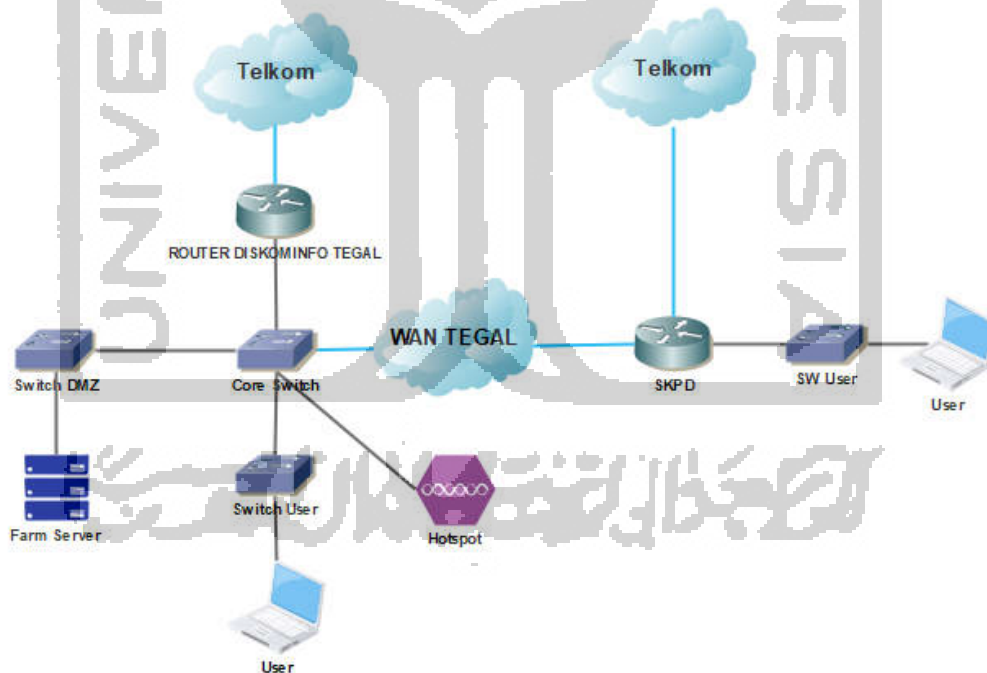 Telkom
Telkom
ROUTER DISKOMINFO TEGAL
WAN TEGAL
Switch DMZ
Core Switch
SKPD
SW User
User
Farm Server
Switch User
Hotspot
User